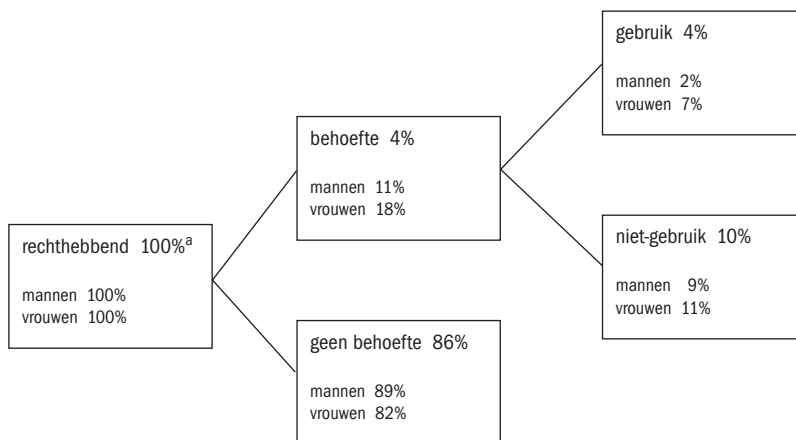 rechthebbend 100%a
mannen 100%
vrouwen 100%
behoefte 4%
mannen 11%
vrouwen 18%
geen behoefte 86%
mannen 89%
vrouwen 82%
gebruik 4%
mannen 2%
vrouwen 7%
niet-gebruik 10%
mannen 9%
vrouwen 11%